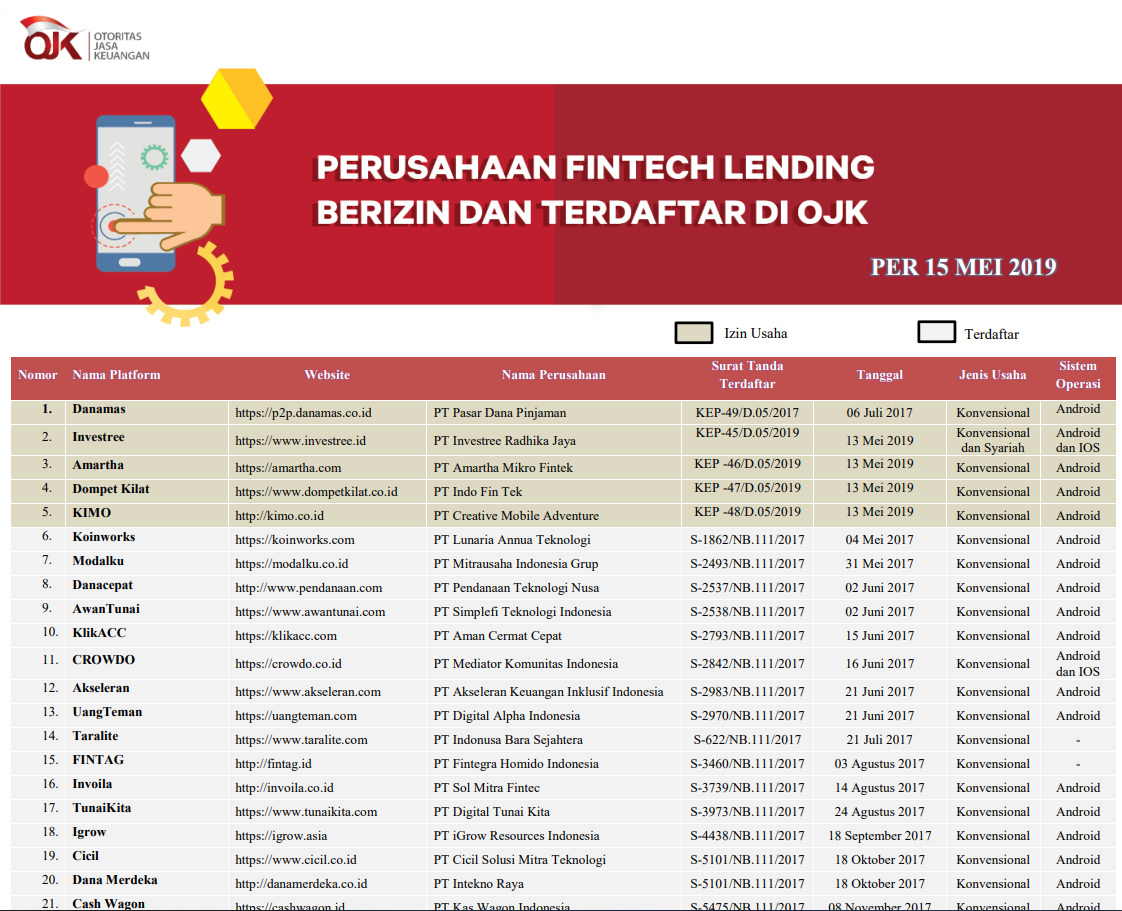 OJK OTORITAS
JASA
KEUANGAN
PERUSAHAAN FINTECH LENDING
BERIZIN DAN TERDAFTAR DI OJK
PER 15 MEI 2019
Izin Usaha Terdaftar
Nomor Nama Platform Website Nama Perusahaan Surat Tanda Terdaftar Tanggal Jenis Usaha Sistem Operasi
1. Danamas https://p2p.danamas.co.id PT Pasar Dana Pinjaman KEP-49/D.05/2017 06 Juli 2017 Konvensional Android
2. Investree https://www.investree.id PT Investree Radhika Jaya KEP-45/D.05/2019 13 Mei 2019 Konvensional dan Syariah Android dan IOS
3. Amartha https://amartha.com PT Amartha Mikro Fintek KEP -46/D.05/2019 13 Mei 2019 Konvensional Android
4. Dompet Kilat https://www.dompetkilat.co.id PT Indo Fin Tek KEP -47/D.05/2019 13 Mei 2019 Konvensional Android
5. KIMO http://kimo.co.id PT Creative Mobile Adventure KEP -48/D.05/2019 13 Mei 2019 Konvensional Android
6. Koinworks https://koinworks.com PT Lunaria Annua Teknologi S-1862/NB.111/2017 04 Mei 2017 Konvensional Android
7. Modalku https://modalku.co.id PT Mitrausaha Indonesia Grup S-2493/NB.111/2017 31 Mei 2017 Konvensional Android
8. Danacepat http://www.pendanaan.com PT Pendanaan Teknologi Nusa S-2537/NB.111/2017 02 Juni 2017 Konvensional Android
9. AwanTunai https://www.awantunai.com PT Simplefi Teknologi Indonesia S-2538/NB.111/2017 02 Juni 2017 Konvensional Android
10. KlikACC https://klikacc.com PT Aman Cermat Cepat S-2793/NB.111/2017 15 Juni 2017 Konvensional Android
11. CROWDO https://crowdo.co.id PT Mediator Komunitas Indonesia S-2842/NB.111/2017 16 Juni 2017 Konvensional Android dan IOS
12. Akseleran https://www.akseleran.com PT Akseleran Keuangan Inklusif Indonesia S-2983/NB.111/2017 21 Juni 2017 Konvensional Android
13. UangTeman https://uangteman.com PT Digital Alpha Indonesia S-2970/NB.111/2017 21 Juni 2017 Konvensional Android
14. Taralite https://www.taralite.com PT Indonusa Bara Sejahtera S-622/NB.111/2017 21 Juli 2017 Konvensional -
15. FINTAG http://fintag.id PT Fintegra Homido Indonesia S-3460/NB.111/2017 03 Agustus 2017 Konvensional -
16. Invoila http://invoila.co.id PT Sol Mitra Fintec S-3739/NB.111/2017 14 Agustus 2017 Konvensional Android
17. TunaiKita https://www.tunaikita.com PT Digital Tunai Kita S-3973/NB.111/2017 24 Agustus 2017 Konvensional Android
18. Igrow https://igrow.asia PT iGrow Resources Indonesia S-4438/NB.111/2017 18 September 2017 Konvensional Android
19. Cicil https://www.cicil.co.id PT Cicil Solusi Mitra Teknologi S-5101/NB.111/2017 18 Oktober 2017 Konvensional Android
20. Dana Merdeka http://danamerdeka.co.id PT Intekno Raya S-5101/NB.111/2017 18 Oktober 2017 Konvensional Android
21. Cash Wagon https://cashwagon.id PT Kas Wagon Indonesia S-5475/NB.111/2017 08 November 2017 Konvensional Android